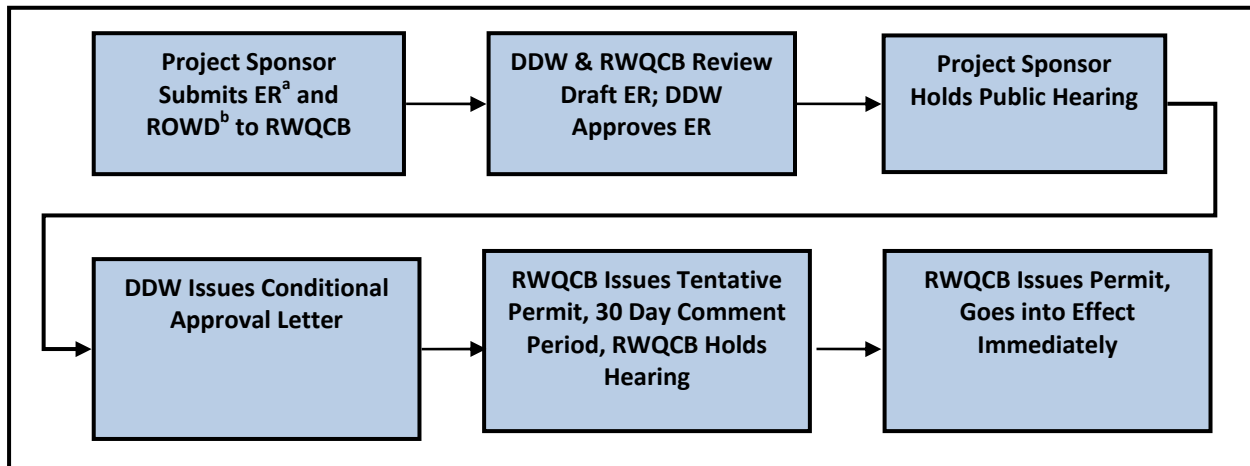 Project Sponsor
Submits ERᵃ and
ROWDᵇ to RWQCB
DDW & RWQCB Review
Draft ER; DDW
Approves ER
Project Sponsor
Holds Public Hearing
DDW Issues Conditional
Approval Letter
RWQCB Issues Tentative
Permit, 30 Day Comment
Period, RWQCB Holds
Hearing
RWQCB Issues Permit,
Goes into Effect
Immediately